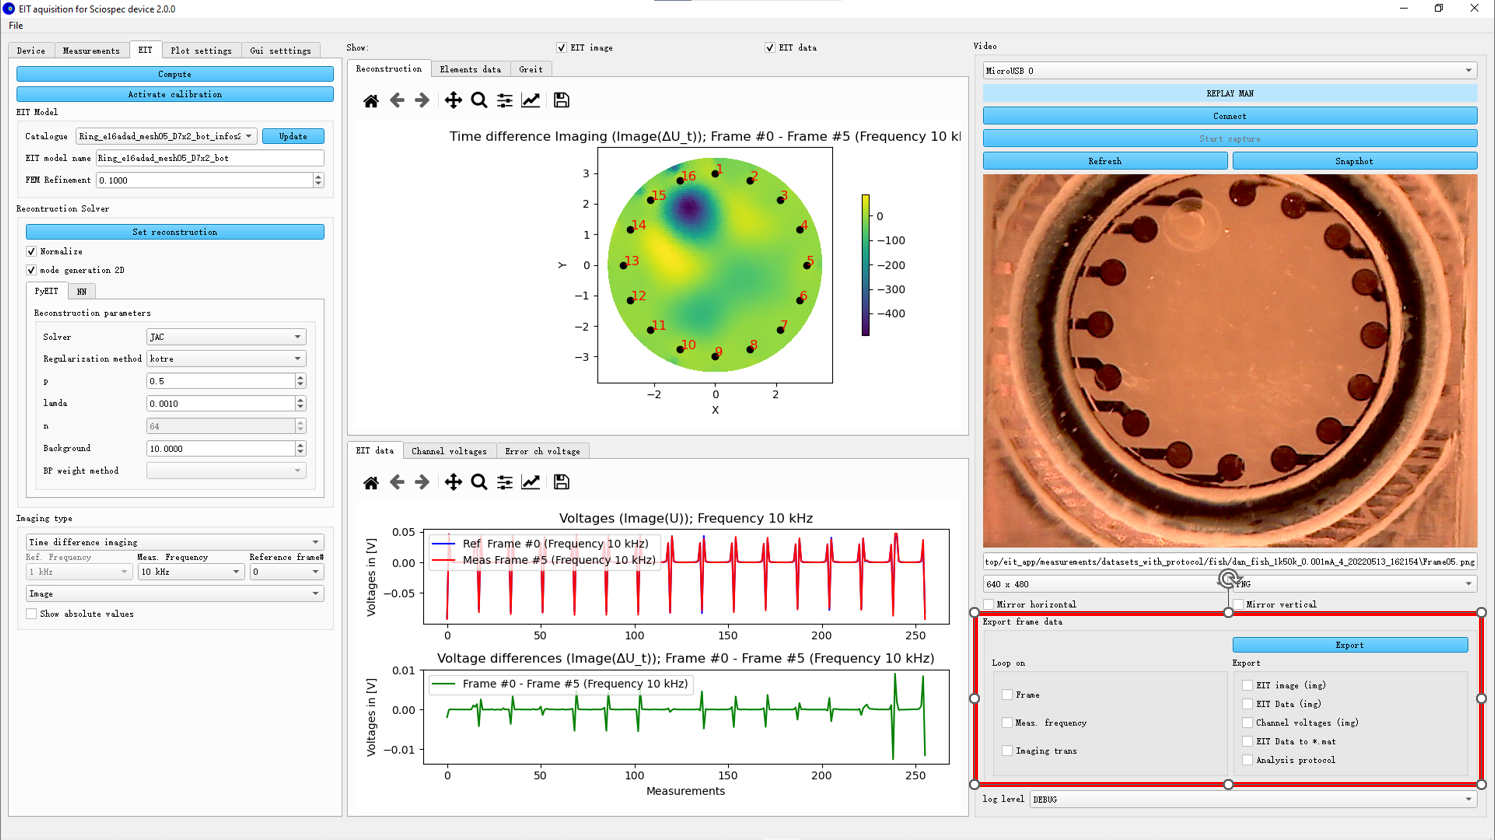 EIT aquisition for Sciospec device 2.0.0
File
Device
Measurements
EIT
Plot settings
Gui setttings
Compute
Activate calibration
EIT Model
Catalogue
Ring_e16adad_mesh05_D7x2_bot_infos2
Update
EIT model name
Ring_e16adad_mesh05_D7x2_bot
FEM Refinement
0.1000
Reconstruction Solver
Set reconstruction
Normalize
mode generation 2D
PyEIT
NN
Reconstruction parameters
Solver
JAC
Regularization method
kotre
p
0.5
lamda
0.0010
n
64
Background
10.0000
BP weight method
Imaging type
Time difference imaging
Ref. Frequency
Meas. Frequency
Reference frame#
1 kHz
10 kHz
0
Image
Show absolute values
Show:
EIT image
EIT data
Reconstruction
Elements data
Greit
Time difference Imaging (Image(ΔU_t)); Frame #0 - Frame #5 (Frequency 10 kl
3
2
1
0
−1
−2
−3
Y
−2
0
2
X
1
2
3
4
5
6
7
8
9
10
11
12
13
14
15
16
0
−100
−200
−300
−400
EIT data
Channel voltages
Error ch voltage
Voltages (Image(U)); Frequency 10 kHz
Voltages in [V]
0.05
0.00
−0.05
Ref Frame #0 (Frequency 10 kHz)
Meas Frame #5 (Frequency 10 kHz)
0
50
100
150
200
250
Voltage differences (Image(ΔU_t)); Frame #0 - Frame #5 (Frequency 10 kHz)
Voltages in [V]
0.01
0.00
−0.01
Frame #0 - Frame #5 (Frequency 10 kHz)
0
50
100
150
200
250
Measurements
Video
MicroUSB 0
REPLAY MAN
Connect
Start capture
Refresh
Snapshot
top/eit_app/measurements/datasets_with_protocol/fish/dan_fish_1k50k_0.001mA_4_20220513_162154\Frame05.png
640 x 480
PNG
Mirror horizontal
Mirror vertical
Export frame data
Export
Loop on
Export
Frame
Meas. frequency
Imaging trans
EIT image (img)
EIT Data (img)
Channel voltages (img)
EIT Data to *.mat
Analysis protocol
log level
DEBUG